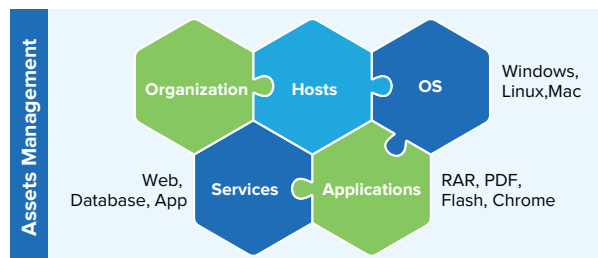 Assets Management
Organization
Hosts
OS
Windows,
Linux,Mac
Web,
Database, App
Services
Applications
RAR, PDF,
Flash, Chrome